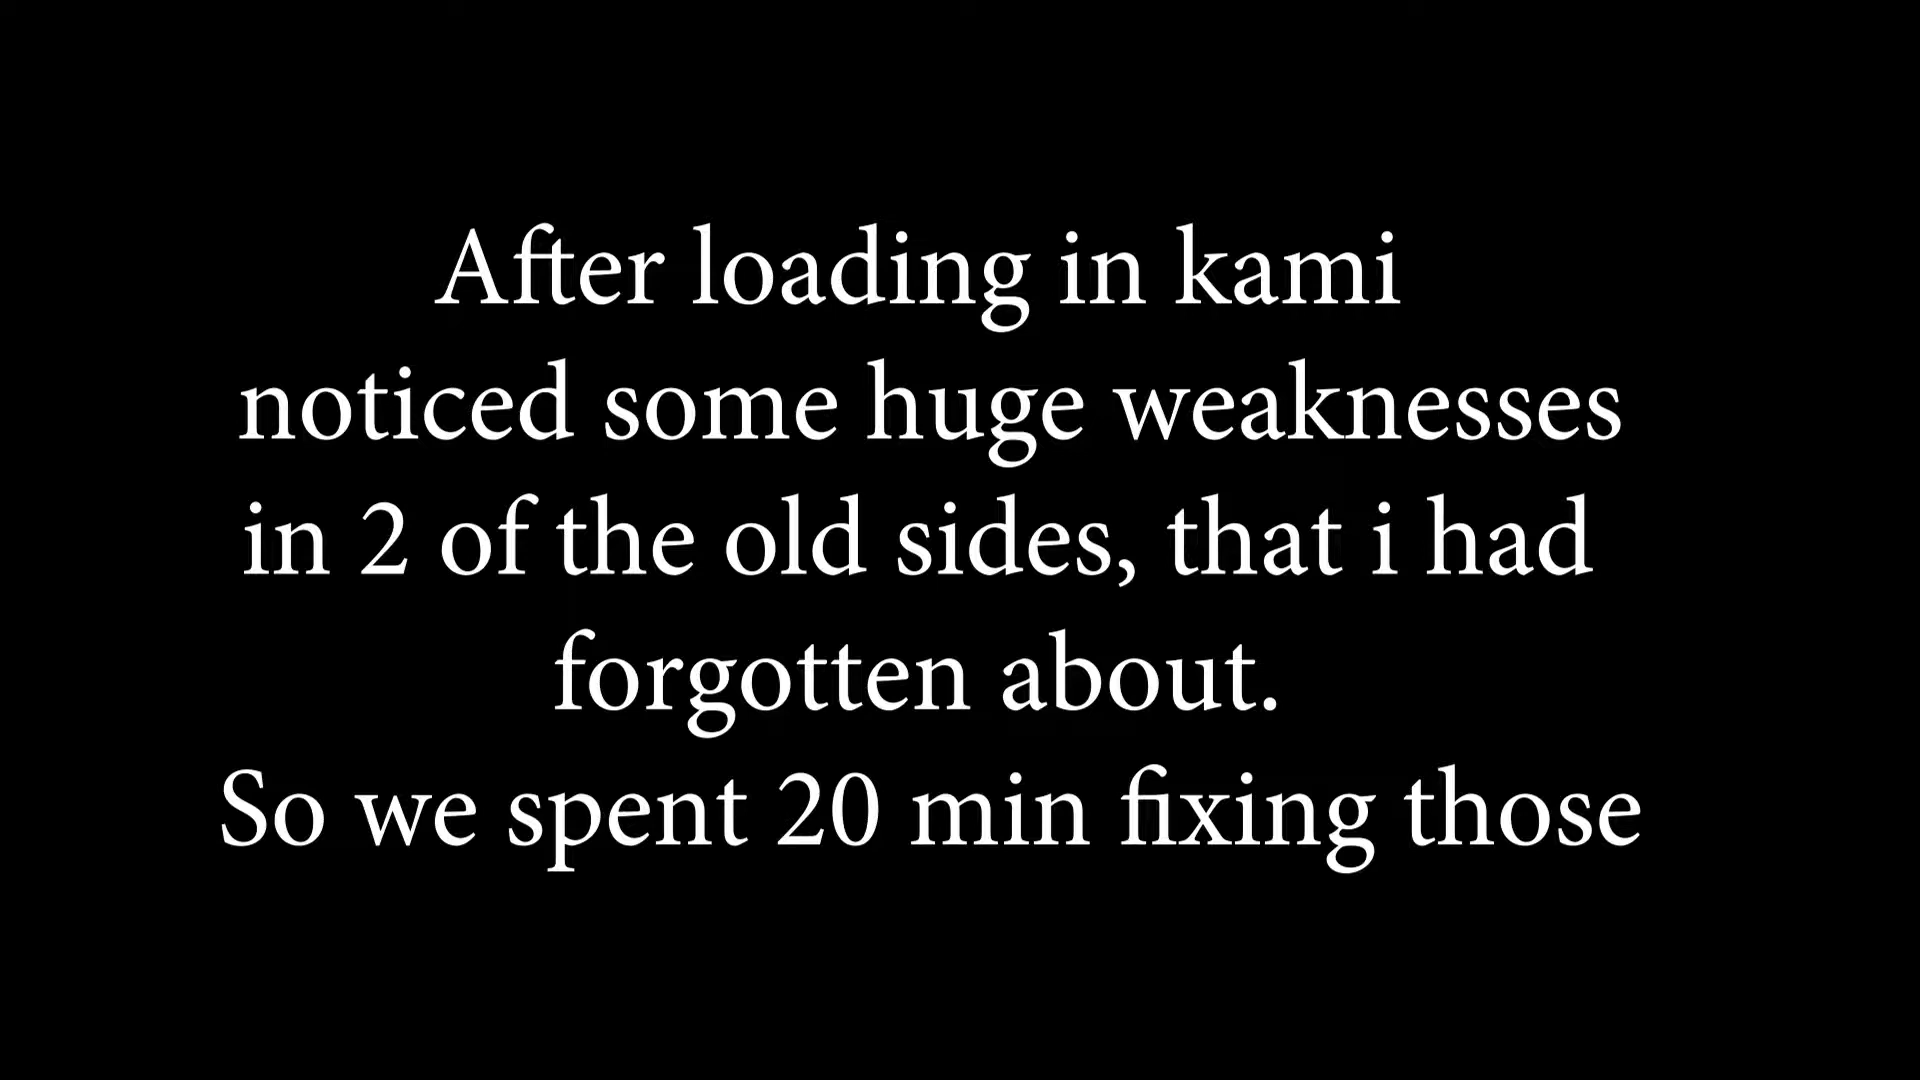 After loading in kami
noticed some huge weaknesses
in 2 of the old sides, that i had
forgotten about.
So we spent 20 min fixing those